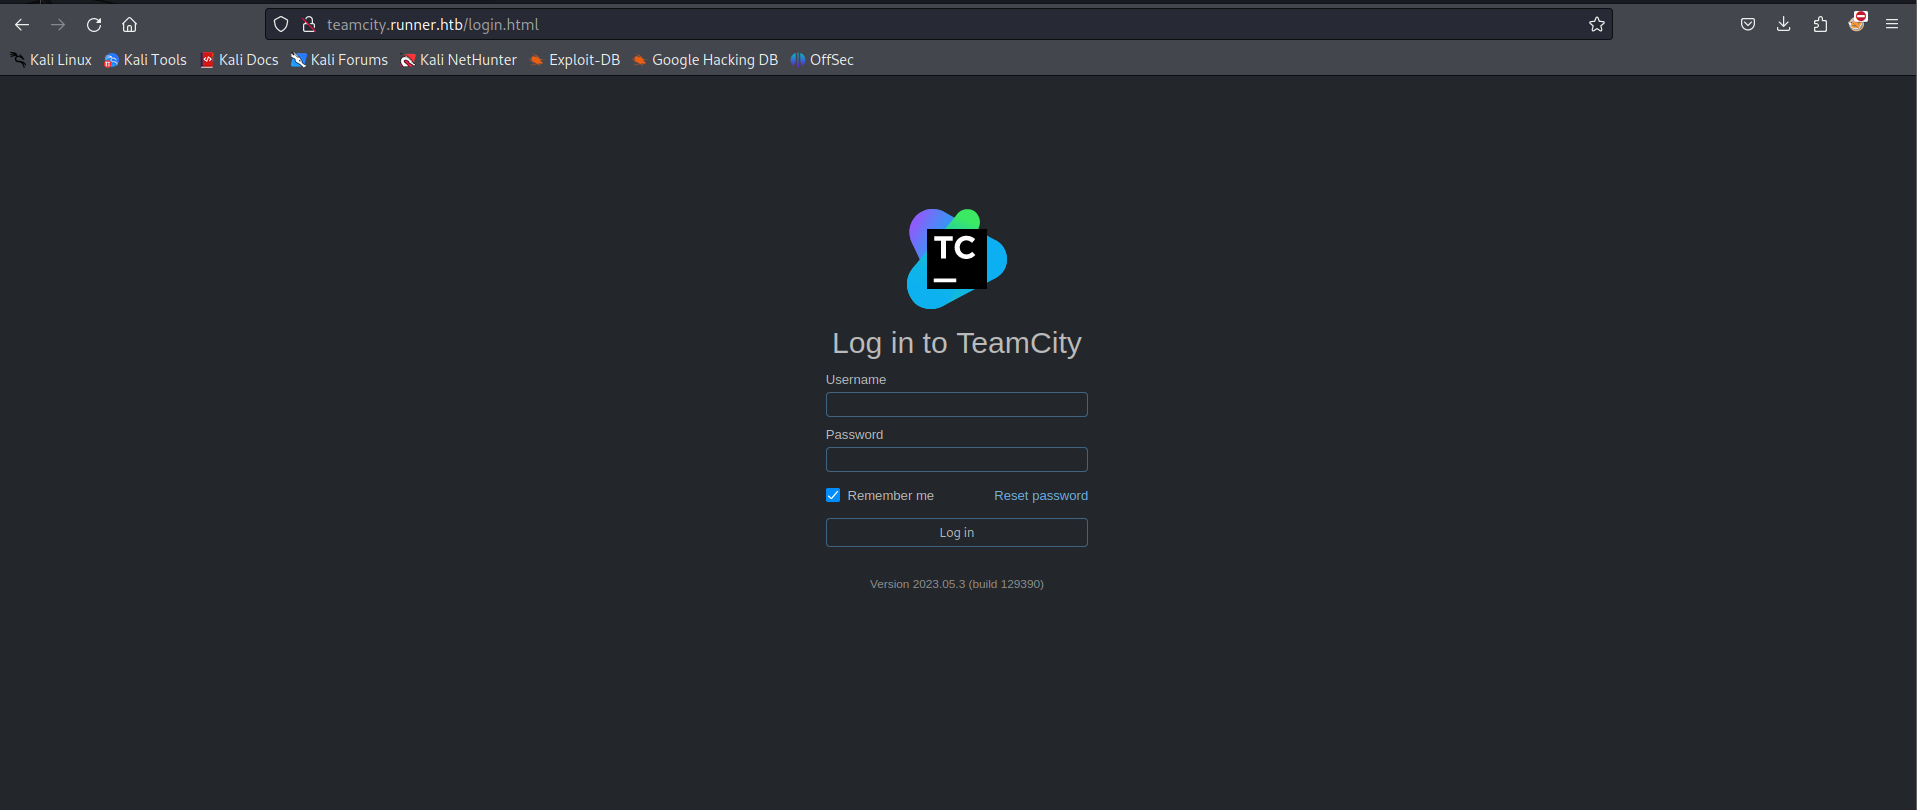 teamcity.runner.htb/login.html
Kali Linux Kali Tools Kali Docs Kali Forums Kali NetHunter Exploit-DB Google Hacking DB OffSec
TC
Log in to TeamCity
Username
Password
Remember me Reset password
Log in
Version 2023.05.3 (build 129390)